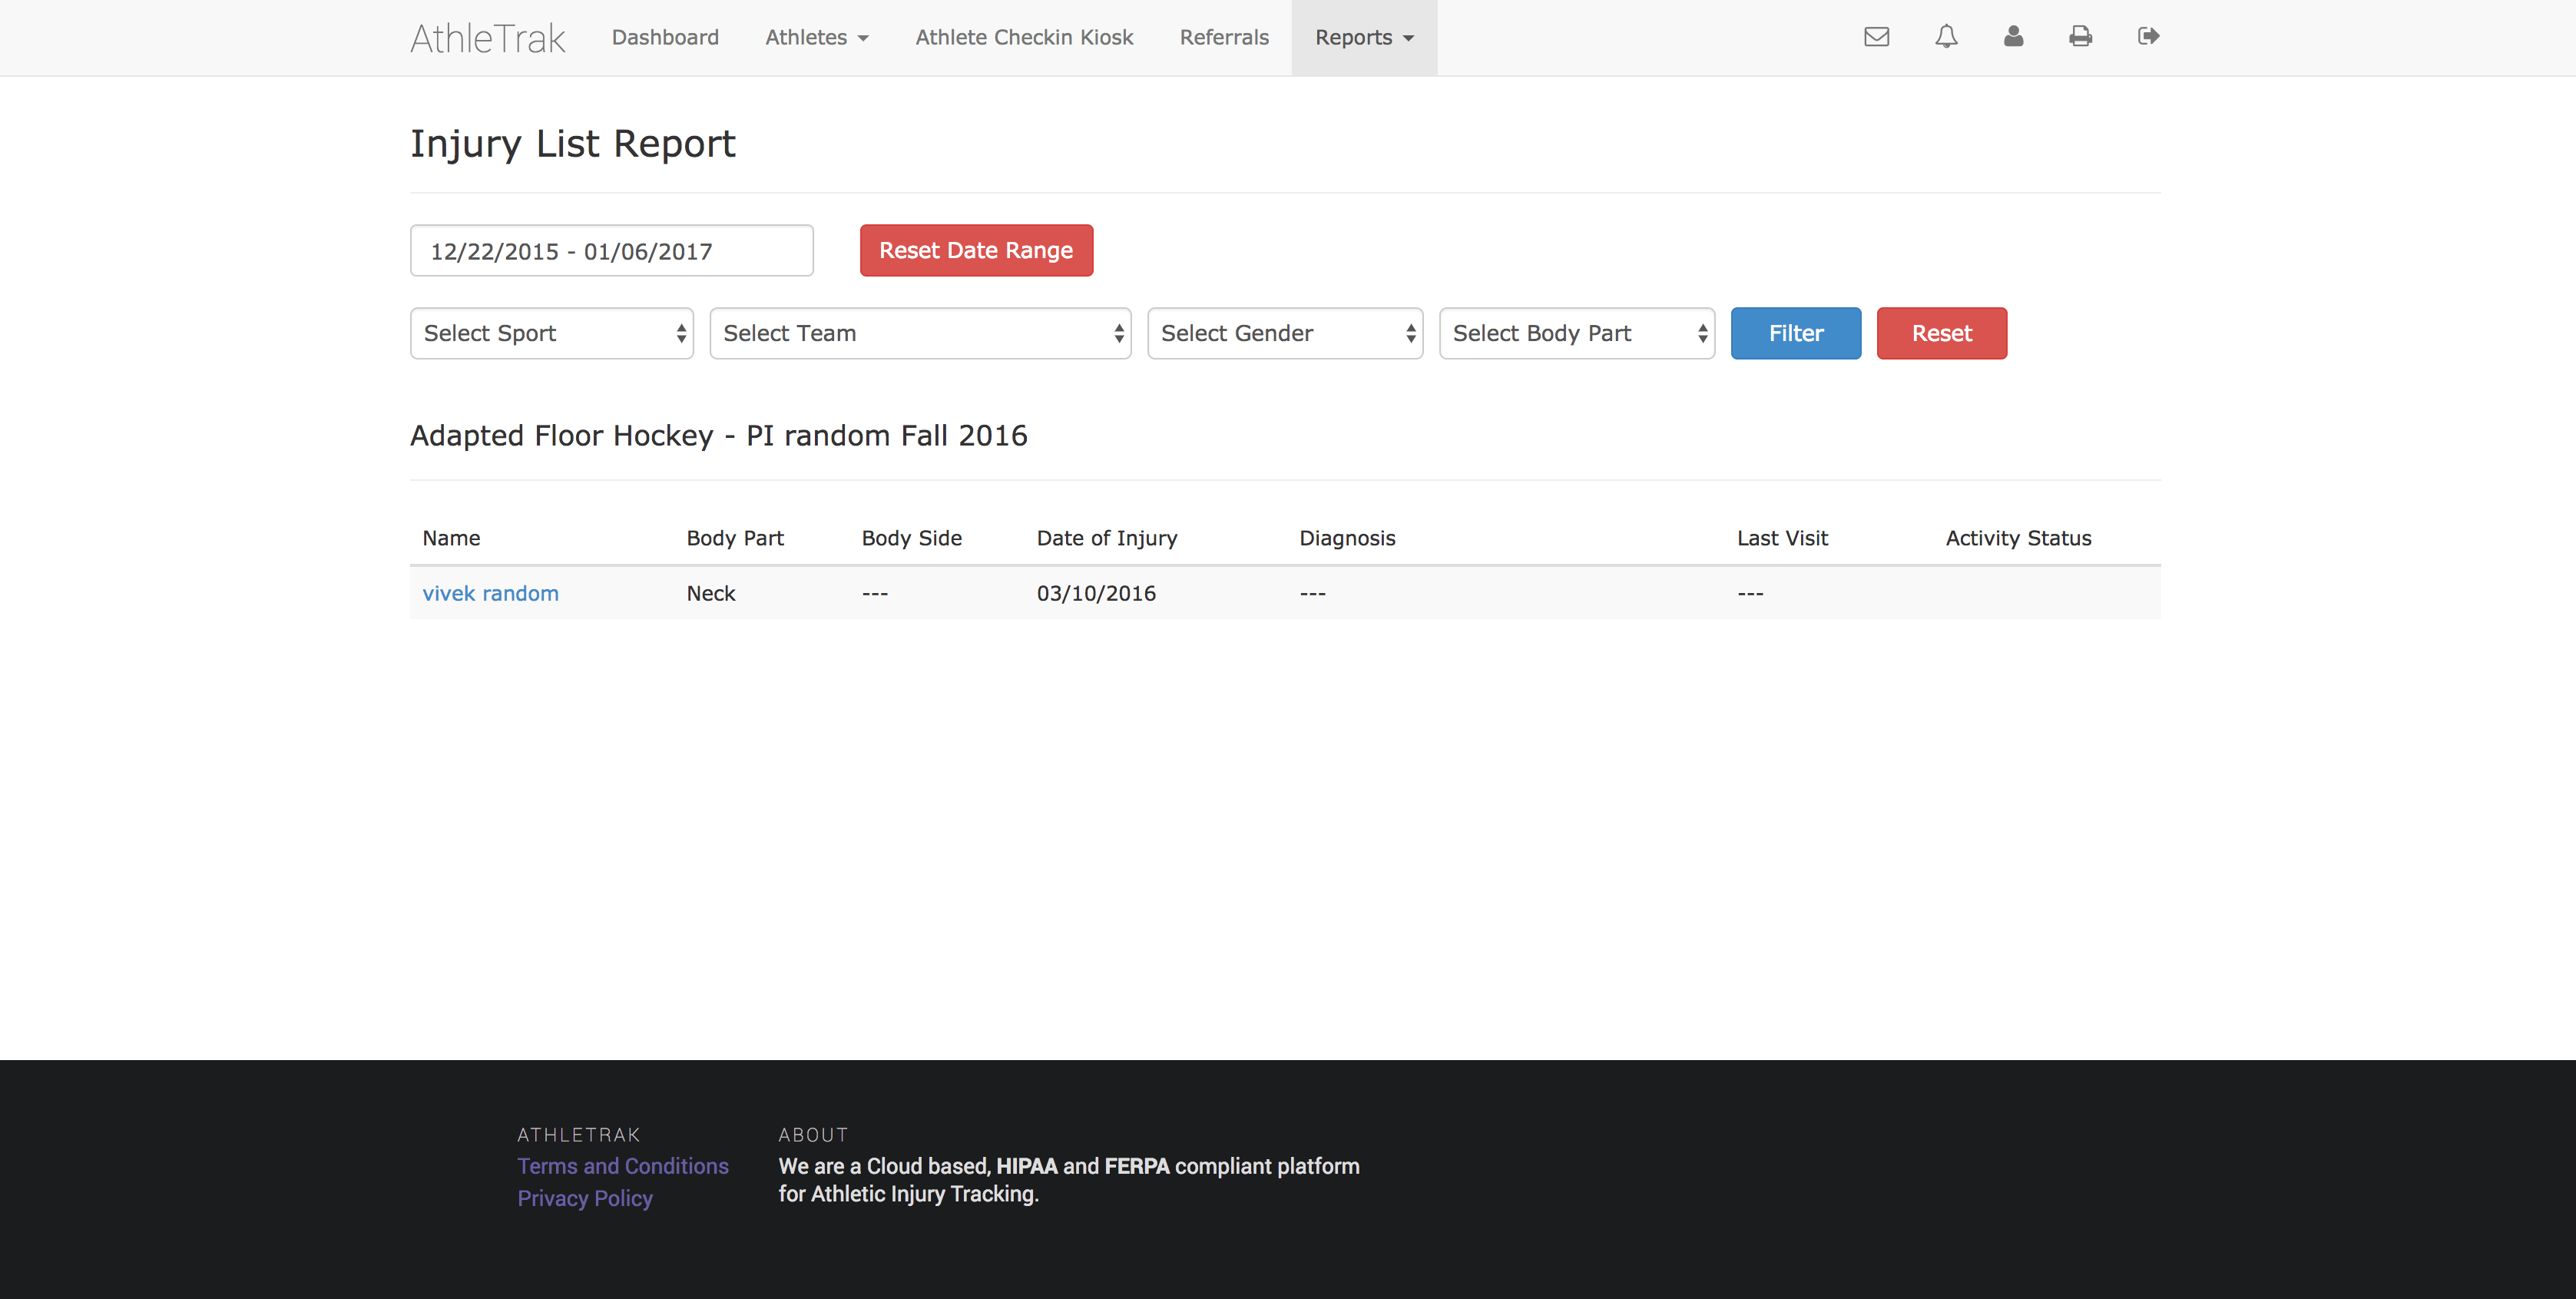 AthleTrak Dashboard Athletes Athlete Checkin Kiosk Referrals Reports
Injury List Report
12/22/2015 - 01/06/2017 Reset Date Range
Select Sport Select Team Select Gender Select Body Part Filter Reset
Adapted Floor Hockey - PI random Fall 2016
Name Body Part Body Side Date of Injury Diagnosis Last Visit Activity Status
vivek random Neck --- 03/10/2016 --- ---
ATHLETRAK
Terms and Conditions
Privacy Policy
ABOUT
We are a Cloud based, HIPAA and FERPA compliant platform
for Athletic Injury Tracking.